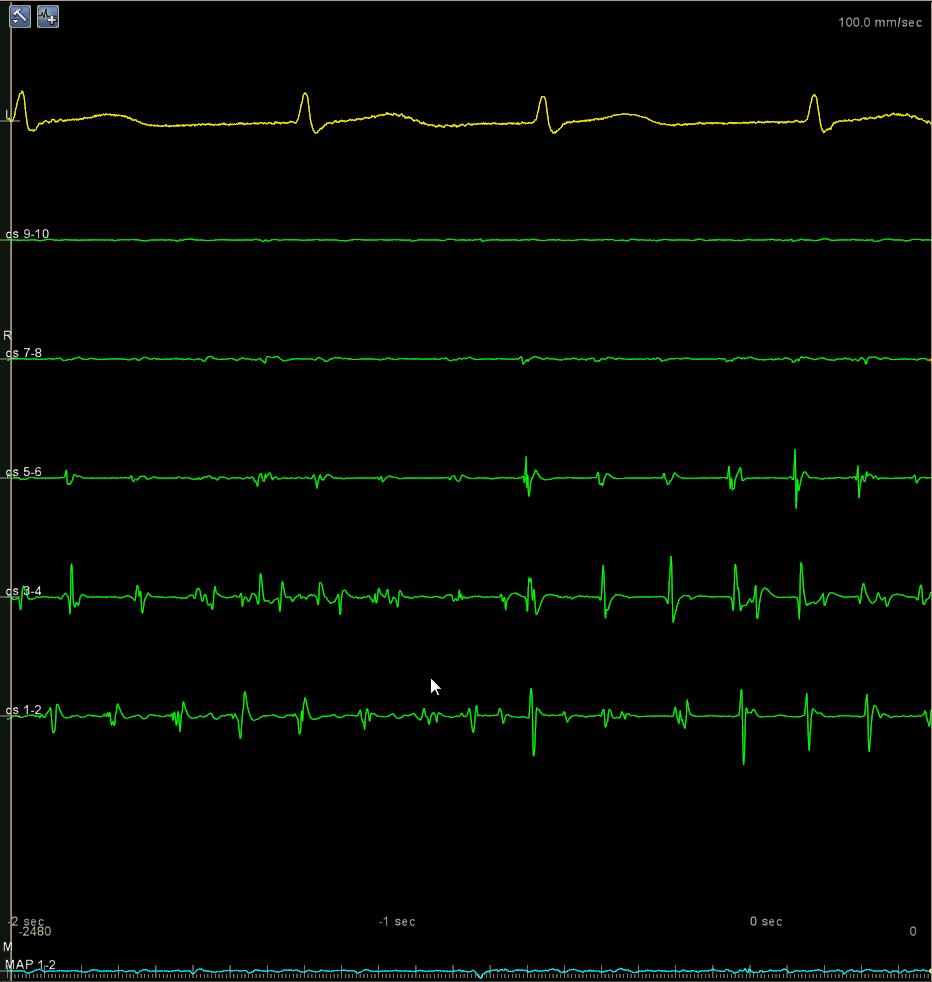 100.0 mm/sec
cs 9-10
R
cs 7-8
cs 5-6
cs 3-4
cs 1-2
-2 sec
-1 sec
0 sec
-2480
0
M
MAP 1-2